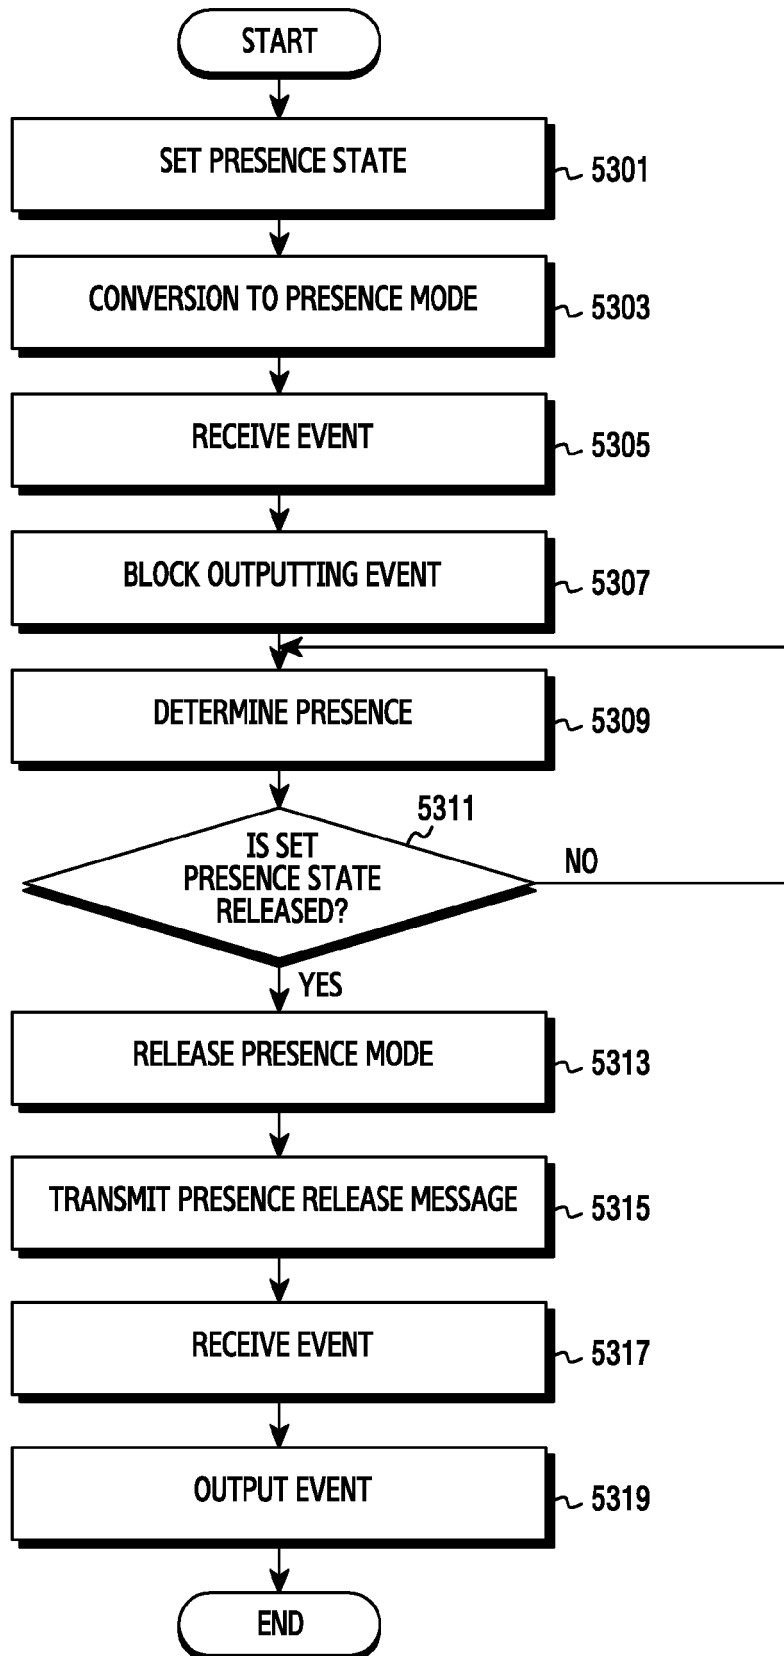 START
SET PRESENCE STATE
5301
CONVERSION TO PRESENCE MODE
5303
RECEIVE EVENT
5305
BLOCK OUTPUTTING EVENT
5307
DETERMINE PRESENCE
5309
5311
IS SET
PRESENCE STATE
RELEASED?
NO
YES
RELEASE PRESENCE MODE
5313
TRANSMIT PRESENCE RELEASE MESSAGE
5315
RECEIVE EVENT
5317
OUTPUT EVENT
5319
END